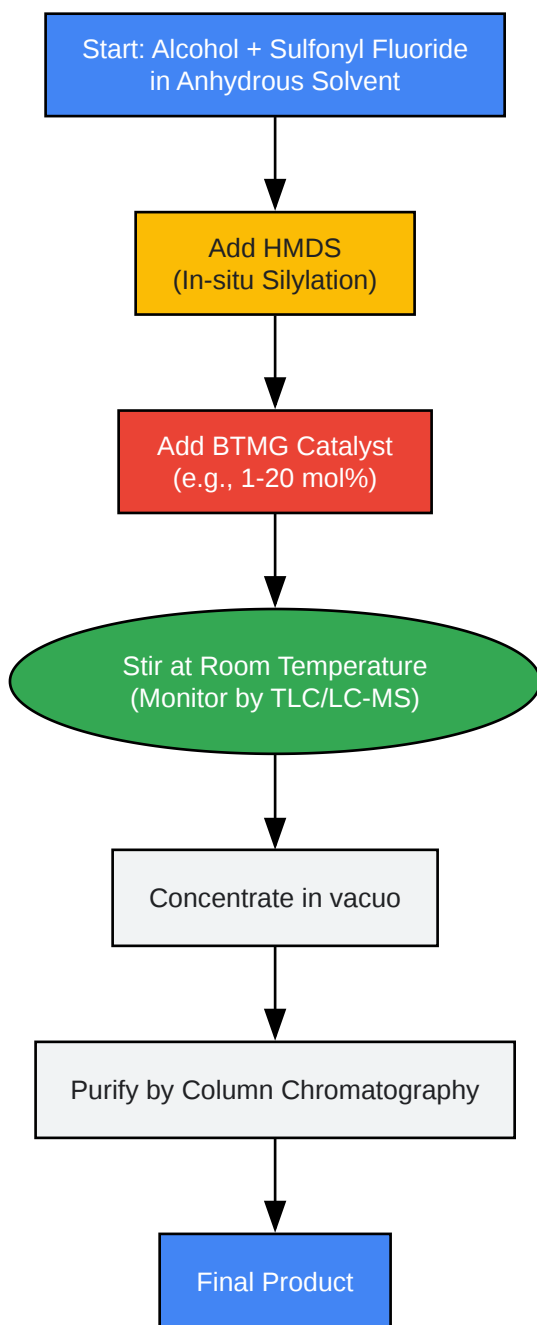 Start: Alcohol + Sulfonyl Fluoride
in Anhydrous Solvent
Add HMDS
(In-situ Silylation)
Add BTMG Catalyst
(e.g., 1-20 mol%)
Stir at Room Temperature
(Monitor by TLC/LC-MS)
Concentrate in vacuo
Purify by Column Chromatography
Final Product